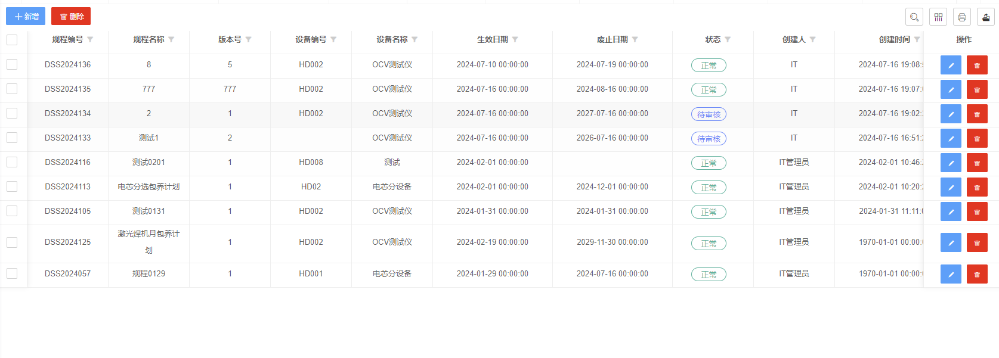 新增 删除
规程编号 规程名称 版本号 设备编号 设备名称 生效日期 废止日期 状态 创建人 创建时间 操作
DSS2024136 8 5 HD002 OCV测试仪 2024-07-10 00:00:00 2024-07-19 00:00:00 正常 IT 2024-07-16 19:08:
DSS2024135 777 777 HD002 OCV测试仪 2024-07-16 00:00:00 2024-08-16 00:00:00 正常 IT 2024-07-16 19:07:
DSS2024134 2 1 HD002 OCV测试仪 2024-07-16 00:00:00 2027-07-16 00:00:00 待审核 IT 2024-07-16 19:02:
DSS2024133 测试1 2 OCV测试仪 2024-07-16 00:00:00 2026-07-16 00:00:00 待审核 IT 2024-07-16 16:51:
DSS2024116 测试0201 1 HD008 测试 2024-02-01 00:00:00 正常 IT管理员 2024-02-01 10:46:
DSS2024113 电芯分选包养计划 1 HD02 电芯分设备 2024-02-01 00:00:00 2024-12-01 00:00:00 正常 IT管理员 2024-02-01 10:20:
DSS2024105 测试0131 1 HD002 OCV测试仪 2024-01-31 00:00:00 2024-01-31 00:00:00 正常 IT管理员 2024-01-31 11:11:
DSS2024125 激光焊机月包养计划 1 HD002 OCV测试仪 2024-02-19 00:00:00 2029-11-30 00:00:00 正常 IT管理员 1970-01-01 00:00:
DSS2024057 规程0129 1 HD001 电芯分设备 2024-01-29 00:00:00 2024-07-16 00:00:00 正常 IT管理员 1970-01-01 00:00: